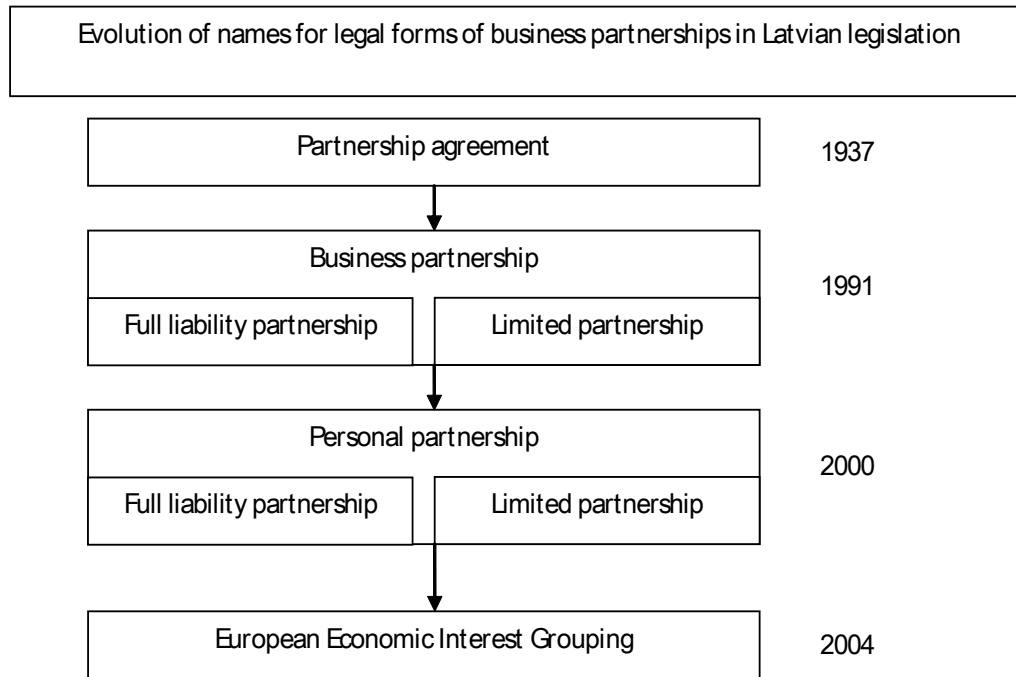 Evolution of names for legal forms of business partnerships in Latvian legislation
Partnership agreement
1937
Business partnership
1991
Full liability partnership
Limited partnership
Personal partnership
2000
Full liability partnership
Limited partnership
European Economic Interest Grouping
2004